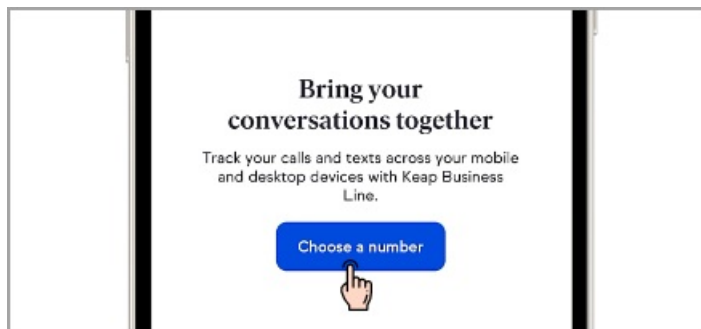 Bring your
conversations together
Track your calls and texts across your mobile
and desktop devices with Keap Business
Line.
Choose a number